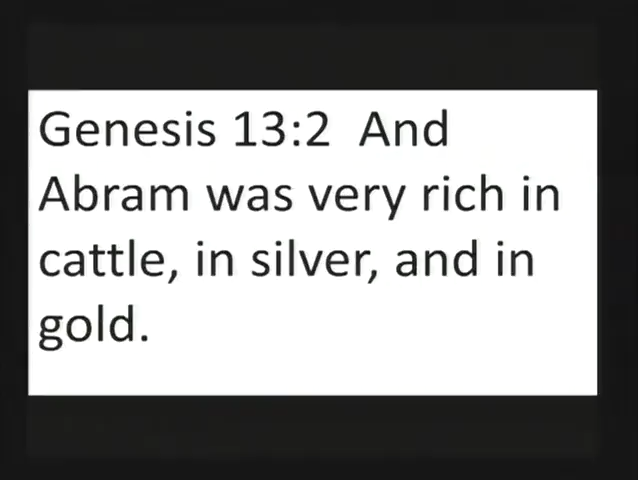 Genesis 13:2  And
Abram was very rich in
cattle, in silver, and in
gold.